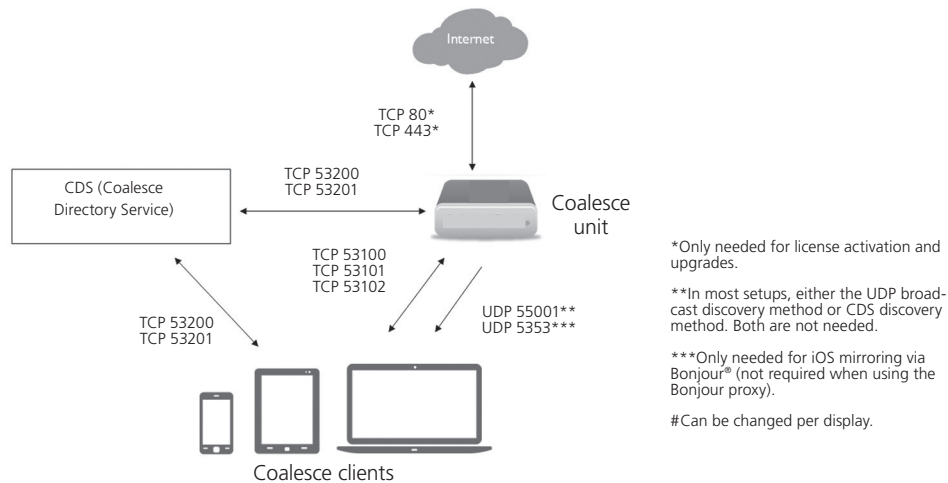 Internet
TCP 80*
TCP 443*
TCP 53200
TCP 53201
CDS (Coalesce
Directory Service)
Coalesce
unit
TCP 53100
TCP 53101
TCP 53102
UDP 55001**
UDP 5353***
TCP 53200
TCP 53201
Coalesce clients
*Only needed for license activation and
upgrades.
**In most setups, either the UDP broad-
cast discovery method or CDS discovery
method. Both are not needed.
***Only needed for iOS mirroring via
Bonjour® (not required when using the
Bonjour proxy).
#Can be changed per display.